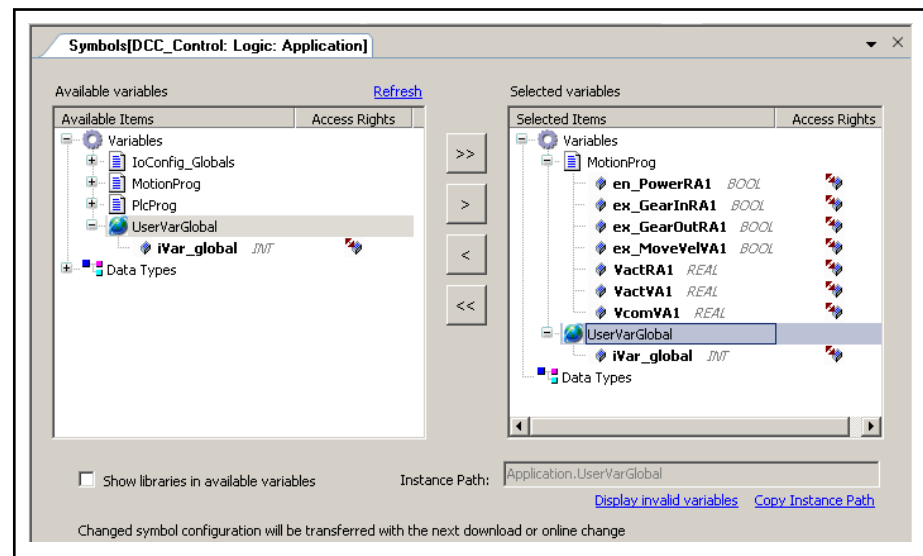 Symbols[DCC_Control: Logic: Application]
Available variables Refresh
Available Items Access Rights
Variables
IoConfig_Globals
MotionProg
PlcProg
UserVarGlobal
iVar_global INT
Data Types
>>
>
<
<<
Selected variables
Selected Items Access Rights
Variables
MotionProg
en_PowerRA1 BOOL
ex_GearInRA1 BOOL
ex_GearOutRA1 BOOL
ex_MoveVelVA1 BOOL
VactRA1 REAL
VactVA1 REAL
VcomVA1 REAL
UserVarGlobal
iVar_global INT
Data Types
Show libraries in available variables
Instance Path: Application.UserVarGlobal
Display invalid variables Copy Instance Path
Changed symbol configuration will be transferred with the next download or online change